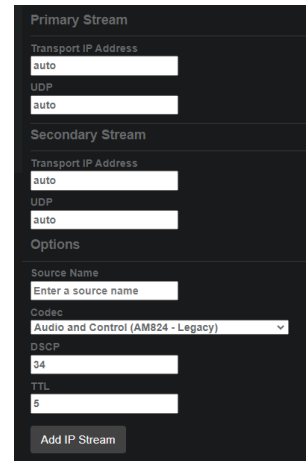 Primary Stream
Transport IP Address
auto
UDP
auto
Secondary Stream
Transport IP Address
auto
UDP
auto
Options
Source Name
Enter a source name
Codec
Audio and Control (AM824 - Legacy)
DSCP
34
TTL
5
Add IP Stream